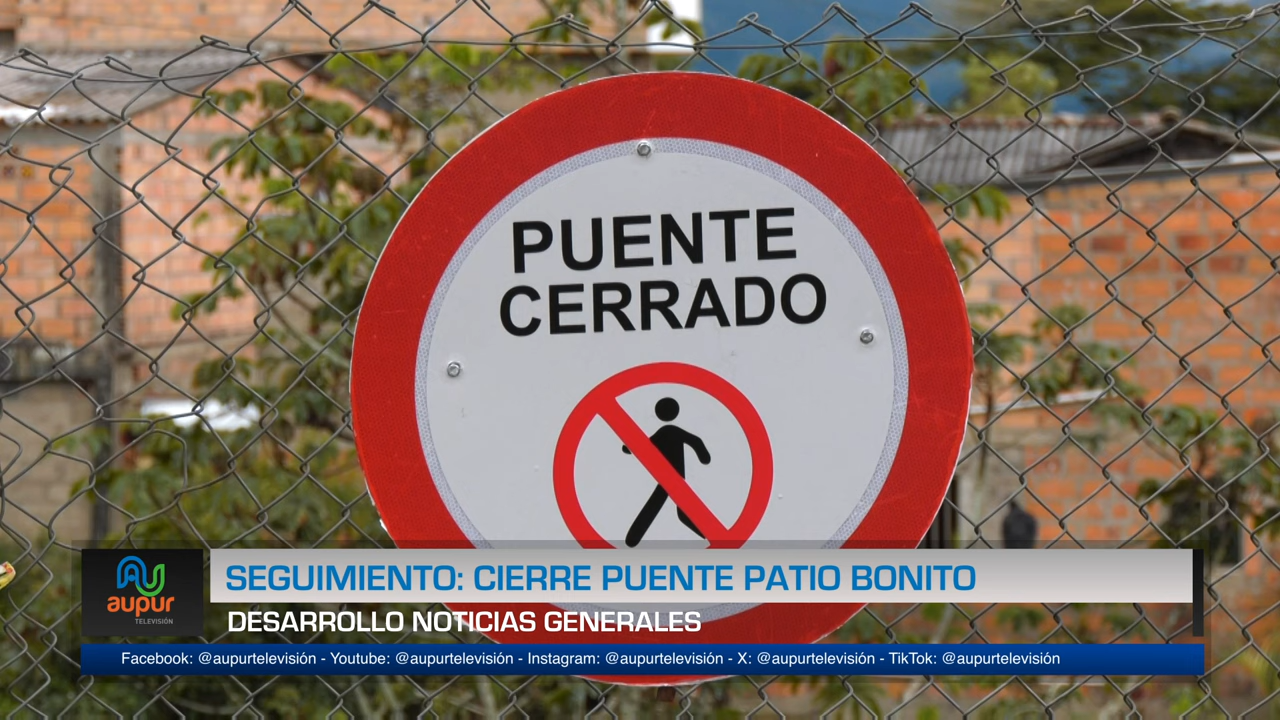 PUENTE
CERRADO
SEGUIMIENTO: CIERRE PUENTE PATIO BONITO
aupur
TELEVISIÓN
DESARROLLO NOTICIAS GENERALES
Facebook: @aupurtelevisión - Youtube: @aupurtelevisión - Instagram: @aupurtelevisión - X: @aupurtelevisión - TikTok: @aupurtelevisión